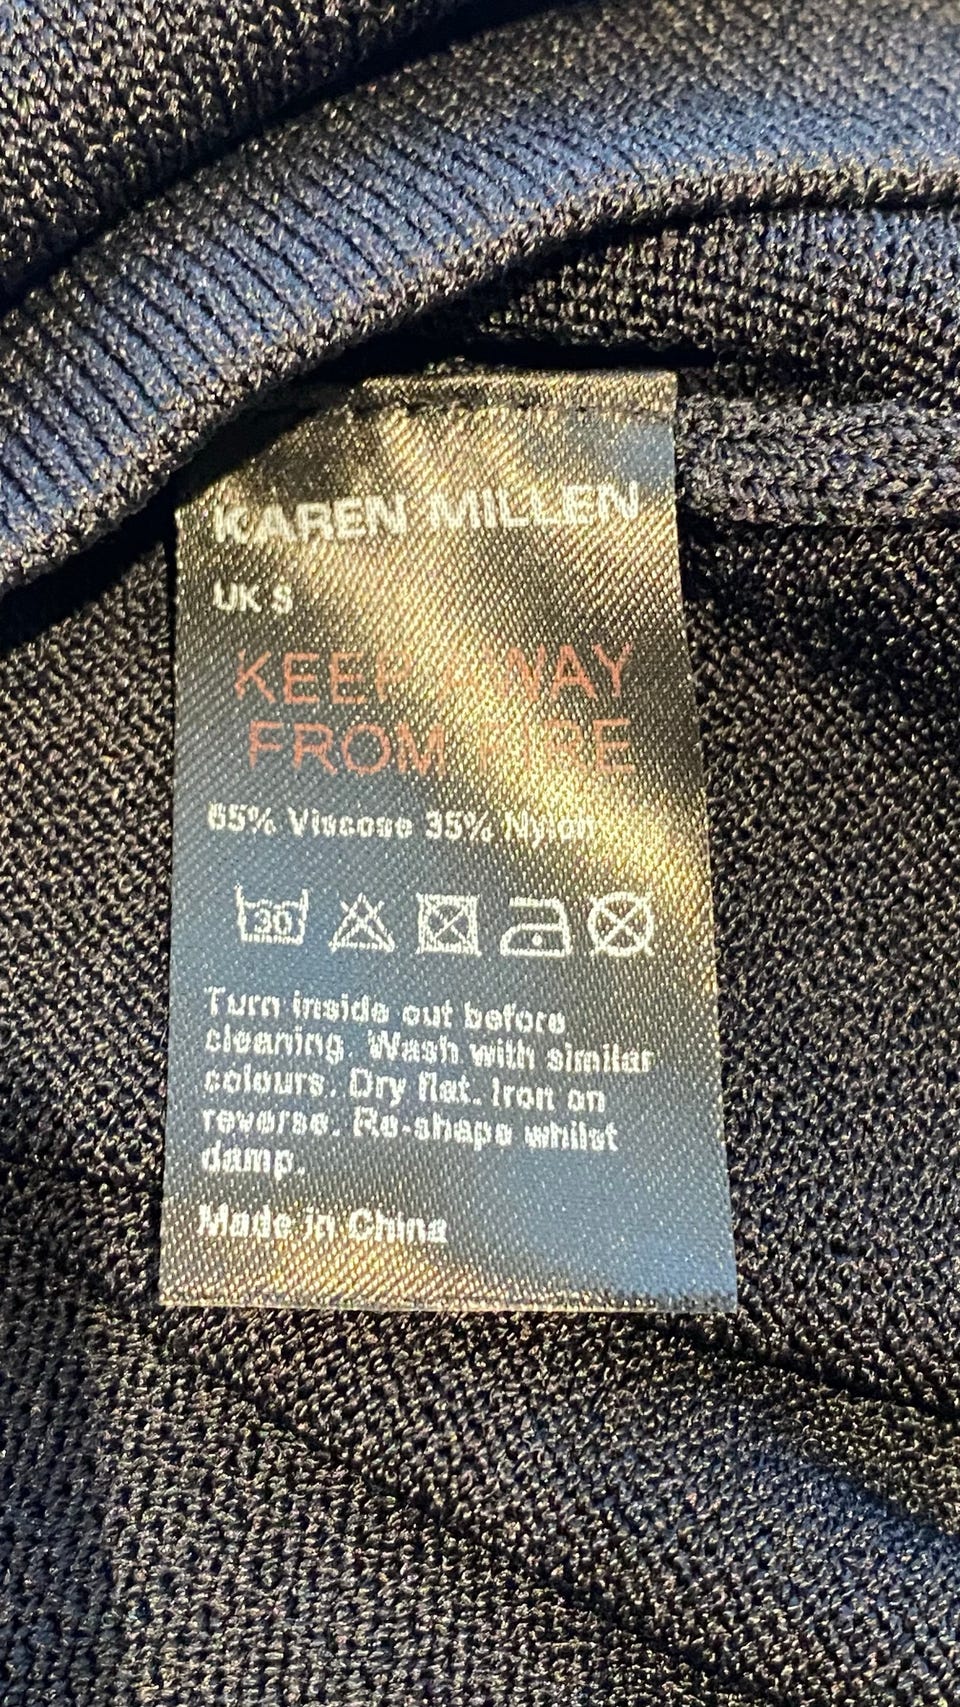 KAREN MILLEN
UK S
KEEP AWAY
FROM FIRE
65% Viscose 35% Nylon
30
Turn inside out before
cleaning. Wash with similar
colours. Dry flat. Iron on
reverse. Re-shape whilst
damp.
Made in China